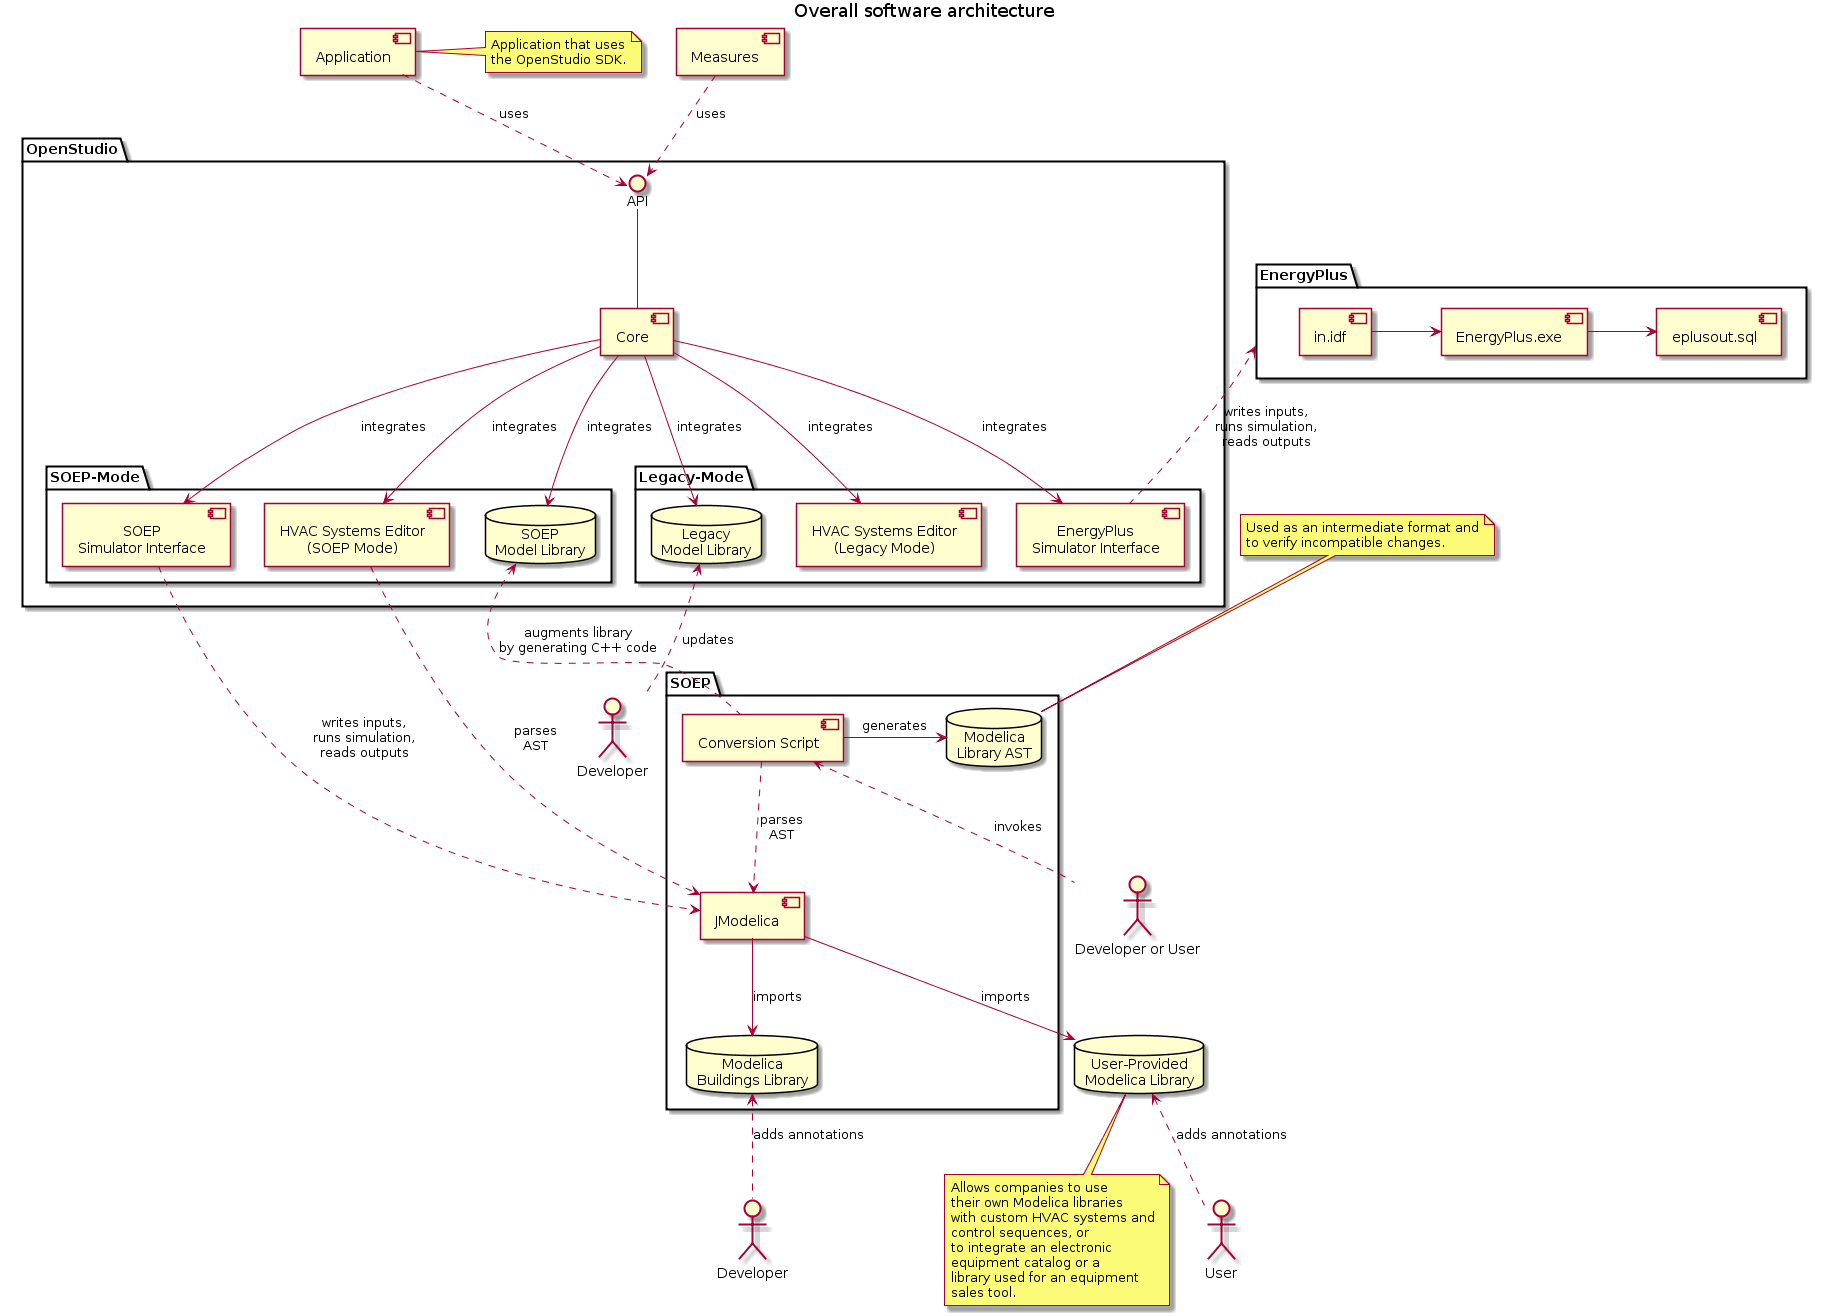 Overall software architecture
Application
Application that uses
the OpenStudio SDK.
Measures
uses
uses
OpenStudio
API
EnergyPlus
in.idf
EnergyPlus.exe
eplusout.sql
Core
integrates
integrates
integrates
integrates
integrates
integrates
writes inputs,
runs simulation,
reads outputs
SOEP-Mode
SOEP
Simulator Interface
HVAC Systems Editor
(SOEP Mode)
SOEP
Model Library
Legacy-Mode
Legacy
Model Library
HVAC Systems Editor
(Legacy Mode)
EnergyPlus
Simulator Interface
Used as an intermediate format and
to verify incompatible changes.
augments library
by generating C++ code
updates
SOEP
writes inputs,
runs simulation,
reads outputs
parses
AST
Developer
Conversion Script
generates
Modelica
Library AST
parses
AST
invokes
JModelica
Developer or User
imports
imports
Modelica
Buildings Library
User-Provided
Modelica Library
adds annotations
adds annotations
Developer
Allows companies to use
their own Modelica libraries
with custom HVAC systems and
control sequences, or
to integrate an electronic
equipment catalog or a
library used for an equipment
sales tool.
User